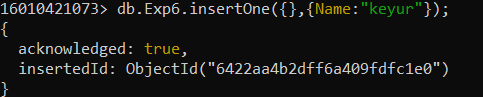 16010421073> db.Exp6.insertOne({},{Name:"keyur"});
{
  acknowledged: true,
  insertedId: ObjectId("6422aa4b2dff6a409fdfc1e0")
}